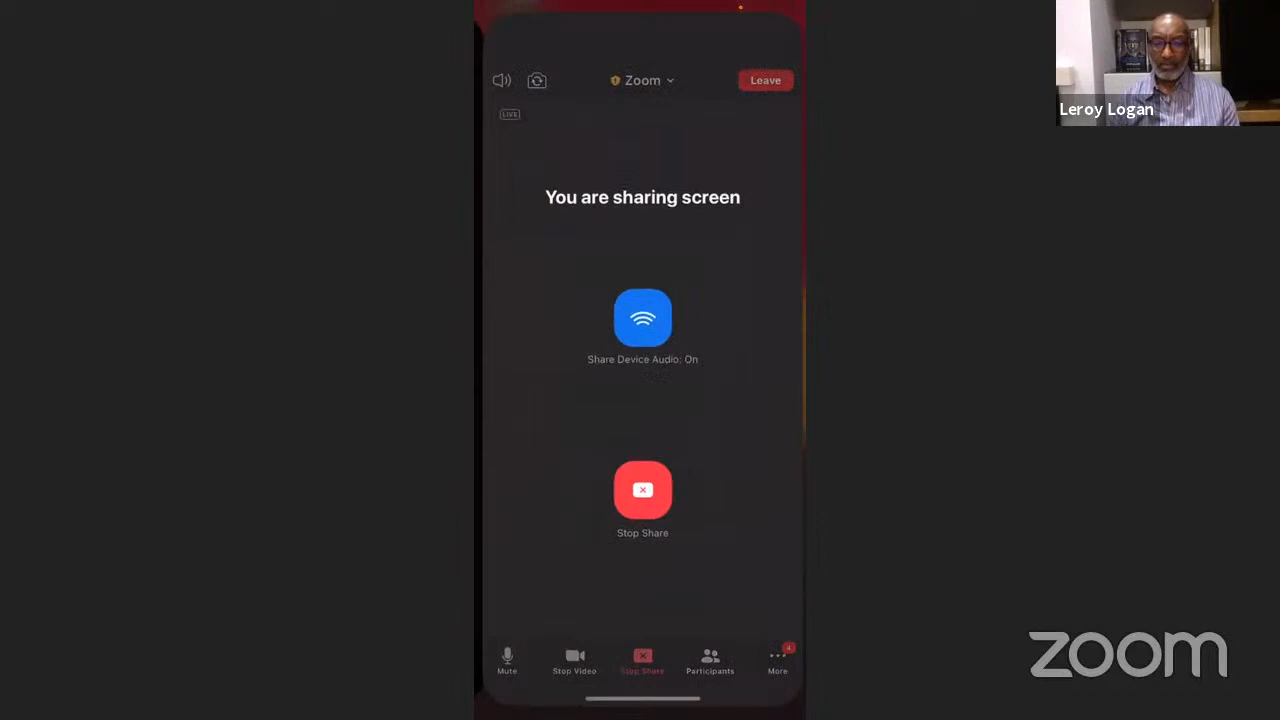 Zoom
Leave
LIVE
Leroy Logan
You are sharing screen
Share Device Audio: On
Stop Share
Mute
Stop Video
Stop Share
Participants
More
4
zoom